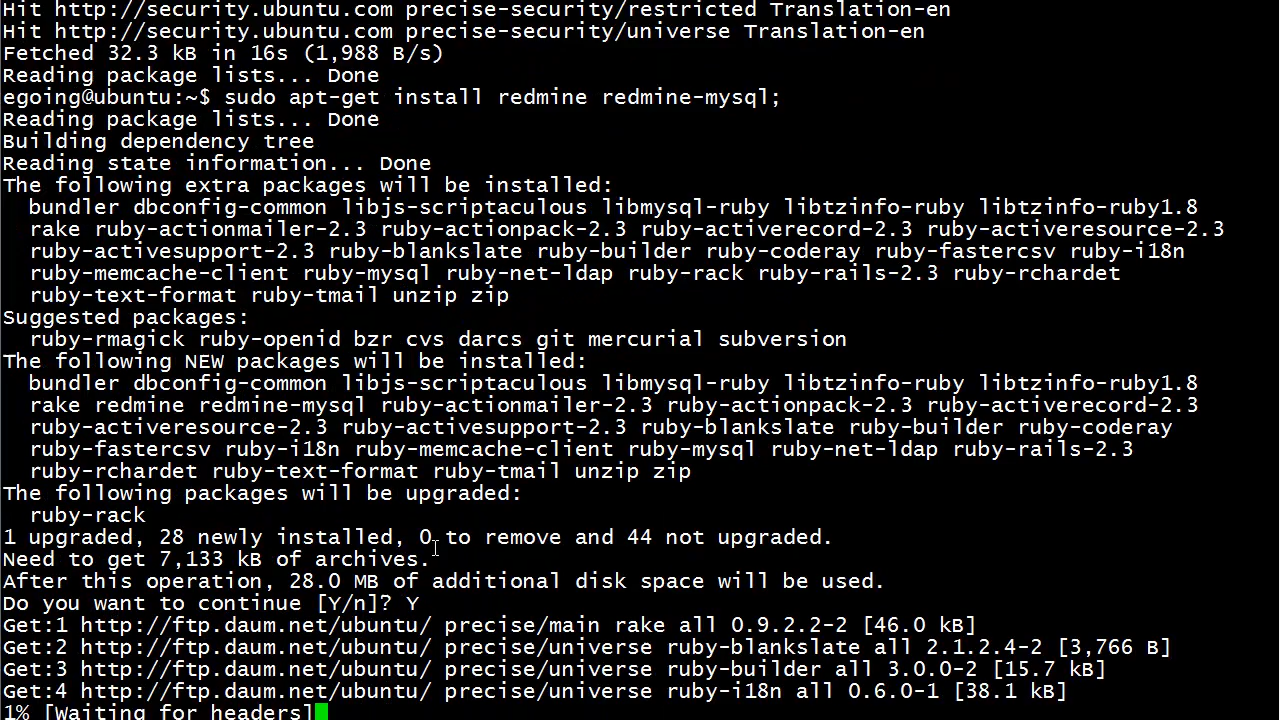 Hit http://security.ubuntu.com precise-security/restricted Translation-en
Hit http://security.ubuntu.com precise-security/universe Translation-en
Fetched 32.3 kB in 16s (1,988 B/s)
Reading package lists... Done
egoing@ubuntu:~$ sudo apt-get install redmine redmine-mysql;
Reading package lists... Done
Building dependency tree
Reading state information... Done
The following extra packages will be installed:
  bundler dbconfig-common libjs-scriptaculous libmysql-ruby libtzinfo-ruby libtzinfo-ruby1.8
  rake ruby-actionmailer-2.3 ruby-actionpack-2.3 ruby-activerecord-2.3 ruby-activeresource-2.3
  ruby-activesupport-2.3 ruby-blankslate ruby-builder ruby-coderay ruby-fastercsv ruby-i18n
  ruby-memcache-client ruby-mysql ruby-net-ldap ruby-rack ruby-rails-2.3 ruby-rchardet
  ruby-text-format ruby-tmail unzip zip
Suggested packages:
  ruby-rmagick ruby-openid bzr cvs darcs git mercurial subversion
The following NEW packages will be installed:
  bundler dbconfig-common libjs-scriptaculous libmysql-ruby libtzinfo-ruby libtzinfo-ruby1.8
  rake redmine redmine-mysql ruby-actionmailer-2.3 ruby-actionpack-2.3 ruby-activerecord-2.3
  ruby-activeresource-2.3 ruby-activesupport-2.3 ruby-blankslate ruby-builder ruby-coderay
  ruby-fastercsv ruby-i18n ruby-memcache-client ruby-mysql ruby-net-ldap ruby-rails-2.3
  ruby-rchardet ruby-text-format ruby-tmail unzip zip
The following packages will be upgraded:
  ruby-rack
1 upgraded, 28 newly installed, 0 to remove and 44 not upgraded.
Need to get 7,133 kB of archives.
After this operation, 28.0 MB of additional disk space will be used.
Do you want to continue [Y/n]? Y
Get:1 http://ftp.daum.net/ubuntu/ precise/main rake all 0.9.2.2-2 [46.0 kB]
Get:2 http://ftp.daum.net/ubuntu/ precise/universe ruby-blankslate all 2.1.2.4-2 [3,766 B]
Get:3 http://ftp.daum.net/ubuntu/ precise/universe ruby-builder all 3.0.0-2 [15.7 kB]
Get:4 http://ftp.daum.net/ubuntu/ precise/universe ruby-i18n all 0.6.0-1 [38.1 kB]
1% [Waiting for headers]